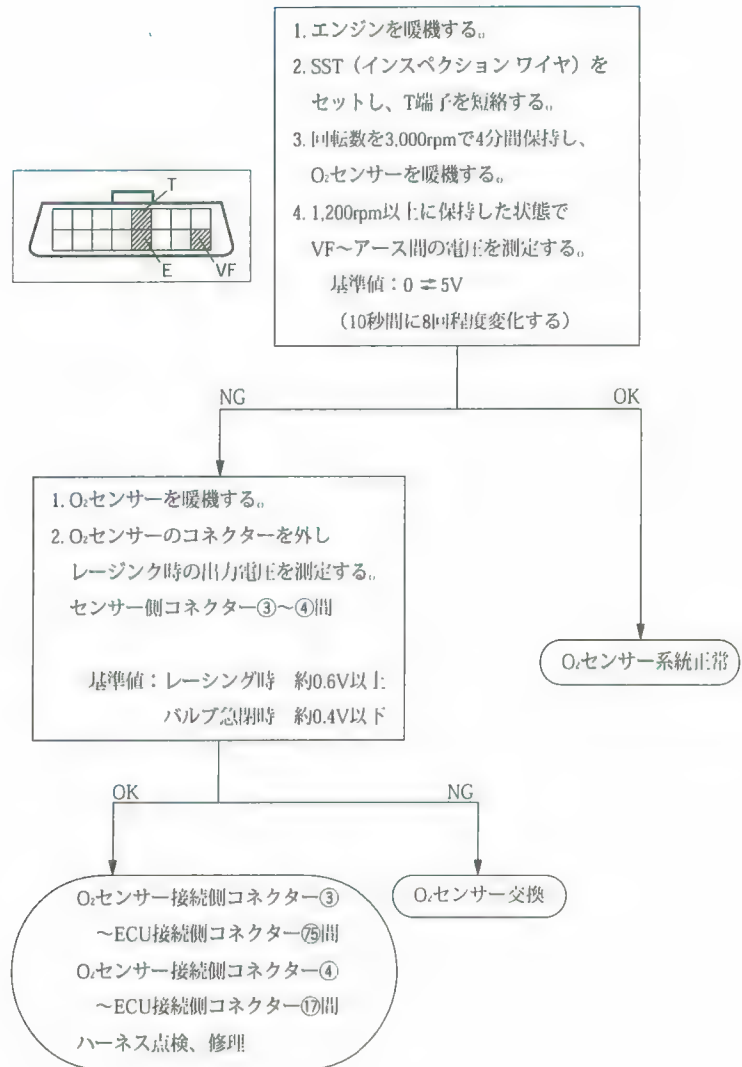 1. エンジンを暖機する。
2. SST（インスペクション ワイヤ）を
セットし、T端子を短絡する。
3. 回転数を3,000rpmで4分間保持し、
O₂センサーを暖機する。
4. 1,200rpm以上に保持した状態で
VF～アース間の電圧を測定する。
基準値：0 ⇄ 5V
（10秒間に8回程度変化する）
T
E
VF
NG
OK
1. O₂センサーを暖機する。
2. O₂センサーのコネクターを外し
レージンク時の出力電圧を測定する。
センサー側コネクター③～④間
基準値：レーシング時 約0.6V以上
バルブ急閉時 約0.4V以下
O₂センサー系統正常
OK
NG
O₂センサー接続側コネクター③
～ECU接続側コネクター㊆㊄間
O₂センサー接続側コネクター④
～ECU接続側コネクター⑰間
ハーネス点検、修理
O₂センサー交換